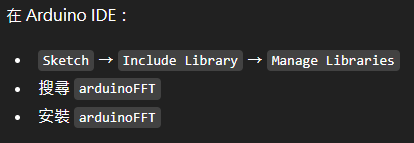 在 Arduino IDE：
• Sketch → Include Library → Manage Libraries
• 搜尋 arduinoFFT
• 安裝 arduinoFFT